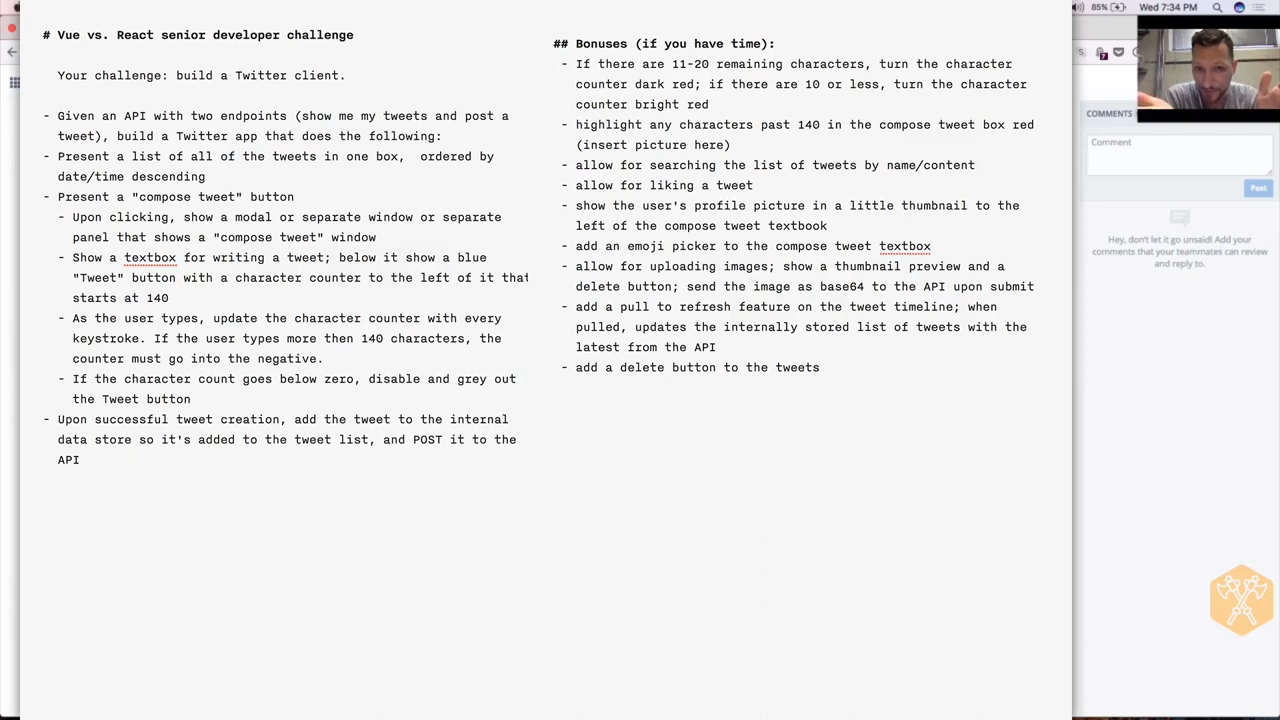 # Vue vs. React senior developer challenge
Your challenge: build a Twitter client.
- Given an API with two endpoints (show me my tweets and post a
tweet), build a Twitter app that does the following:
- Present a list of all of the tweets in one box,  ordered by
date/time descending
- Present a "compose tweet" button
- Upon clicking, show a modal or separate window or separate
panel that shows a "compose tweet" window
- Show a textbox for writing a tweet; below it show a blue
"Tweet" button with a character counter to the left of it that
starts at 140
- As the user types, update the character counter with every
keystroke. If the user types more then 140 characters, the
counter must go into the negative.
- If the character count goes below zero, disable and grey out
the Tweet button
- Upon successful tweet creation, add the tweet to the internal
data store so it's added to the tweet list, and POST it to the
API
## Bonuses (if you have time):
- If there are 11-20 remaining characters, turn the character
counter dark red; if there are 10 or less, turn the character
counter bright red
- highlight any characters past 140 in the compose tweet box red
(insert picture here)
- allow for searching the list of tweets by name/content
- allow for liking a tweet
- show the user's profile picture in a little thumbnail to the
left of the compose tweet textbook
- add an emoji picker to the compose tweet textbox
- allow for uploading images; show a thumbnail preview and a
delete button; send the image as base64 to the API upon submit
- add a pull to refresh feature on the tweet timeline; when
pulled, updates the internally stored list of tweets with the
latest from the API
- add a delete button to the tweets
85%
Wed 7:34 PM
7
COMMENTS
Comment
Post
Hey, don't let it go unsaid! Add your
comments that your teammates can review
and reply to.